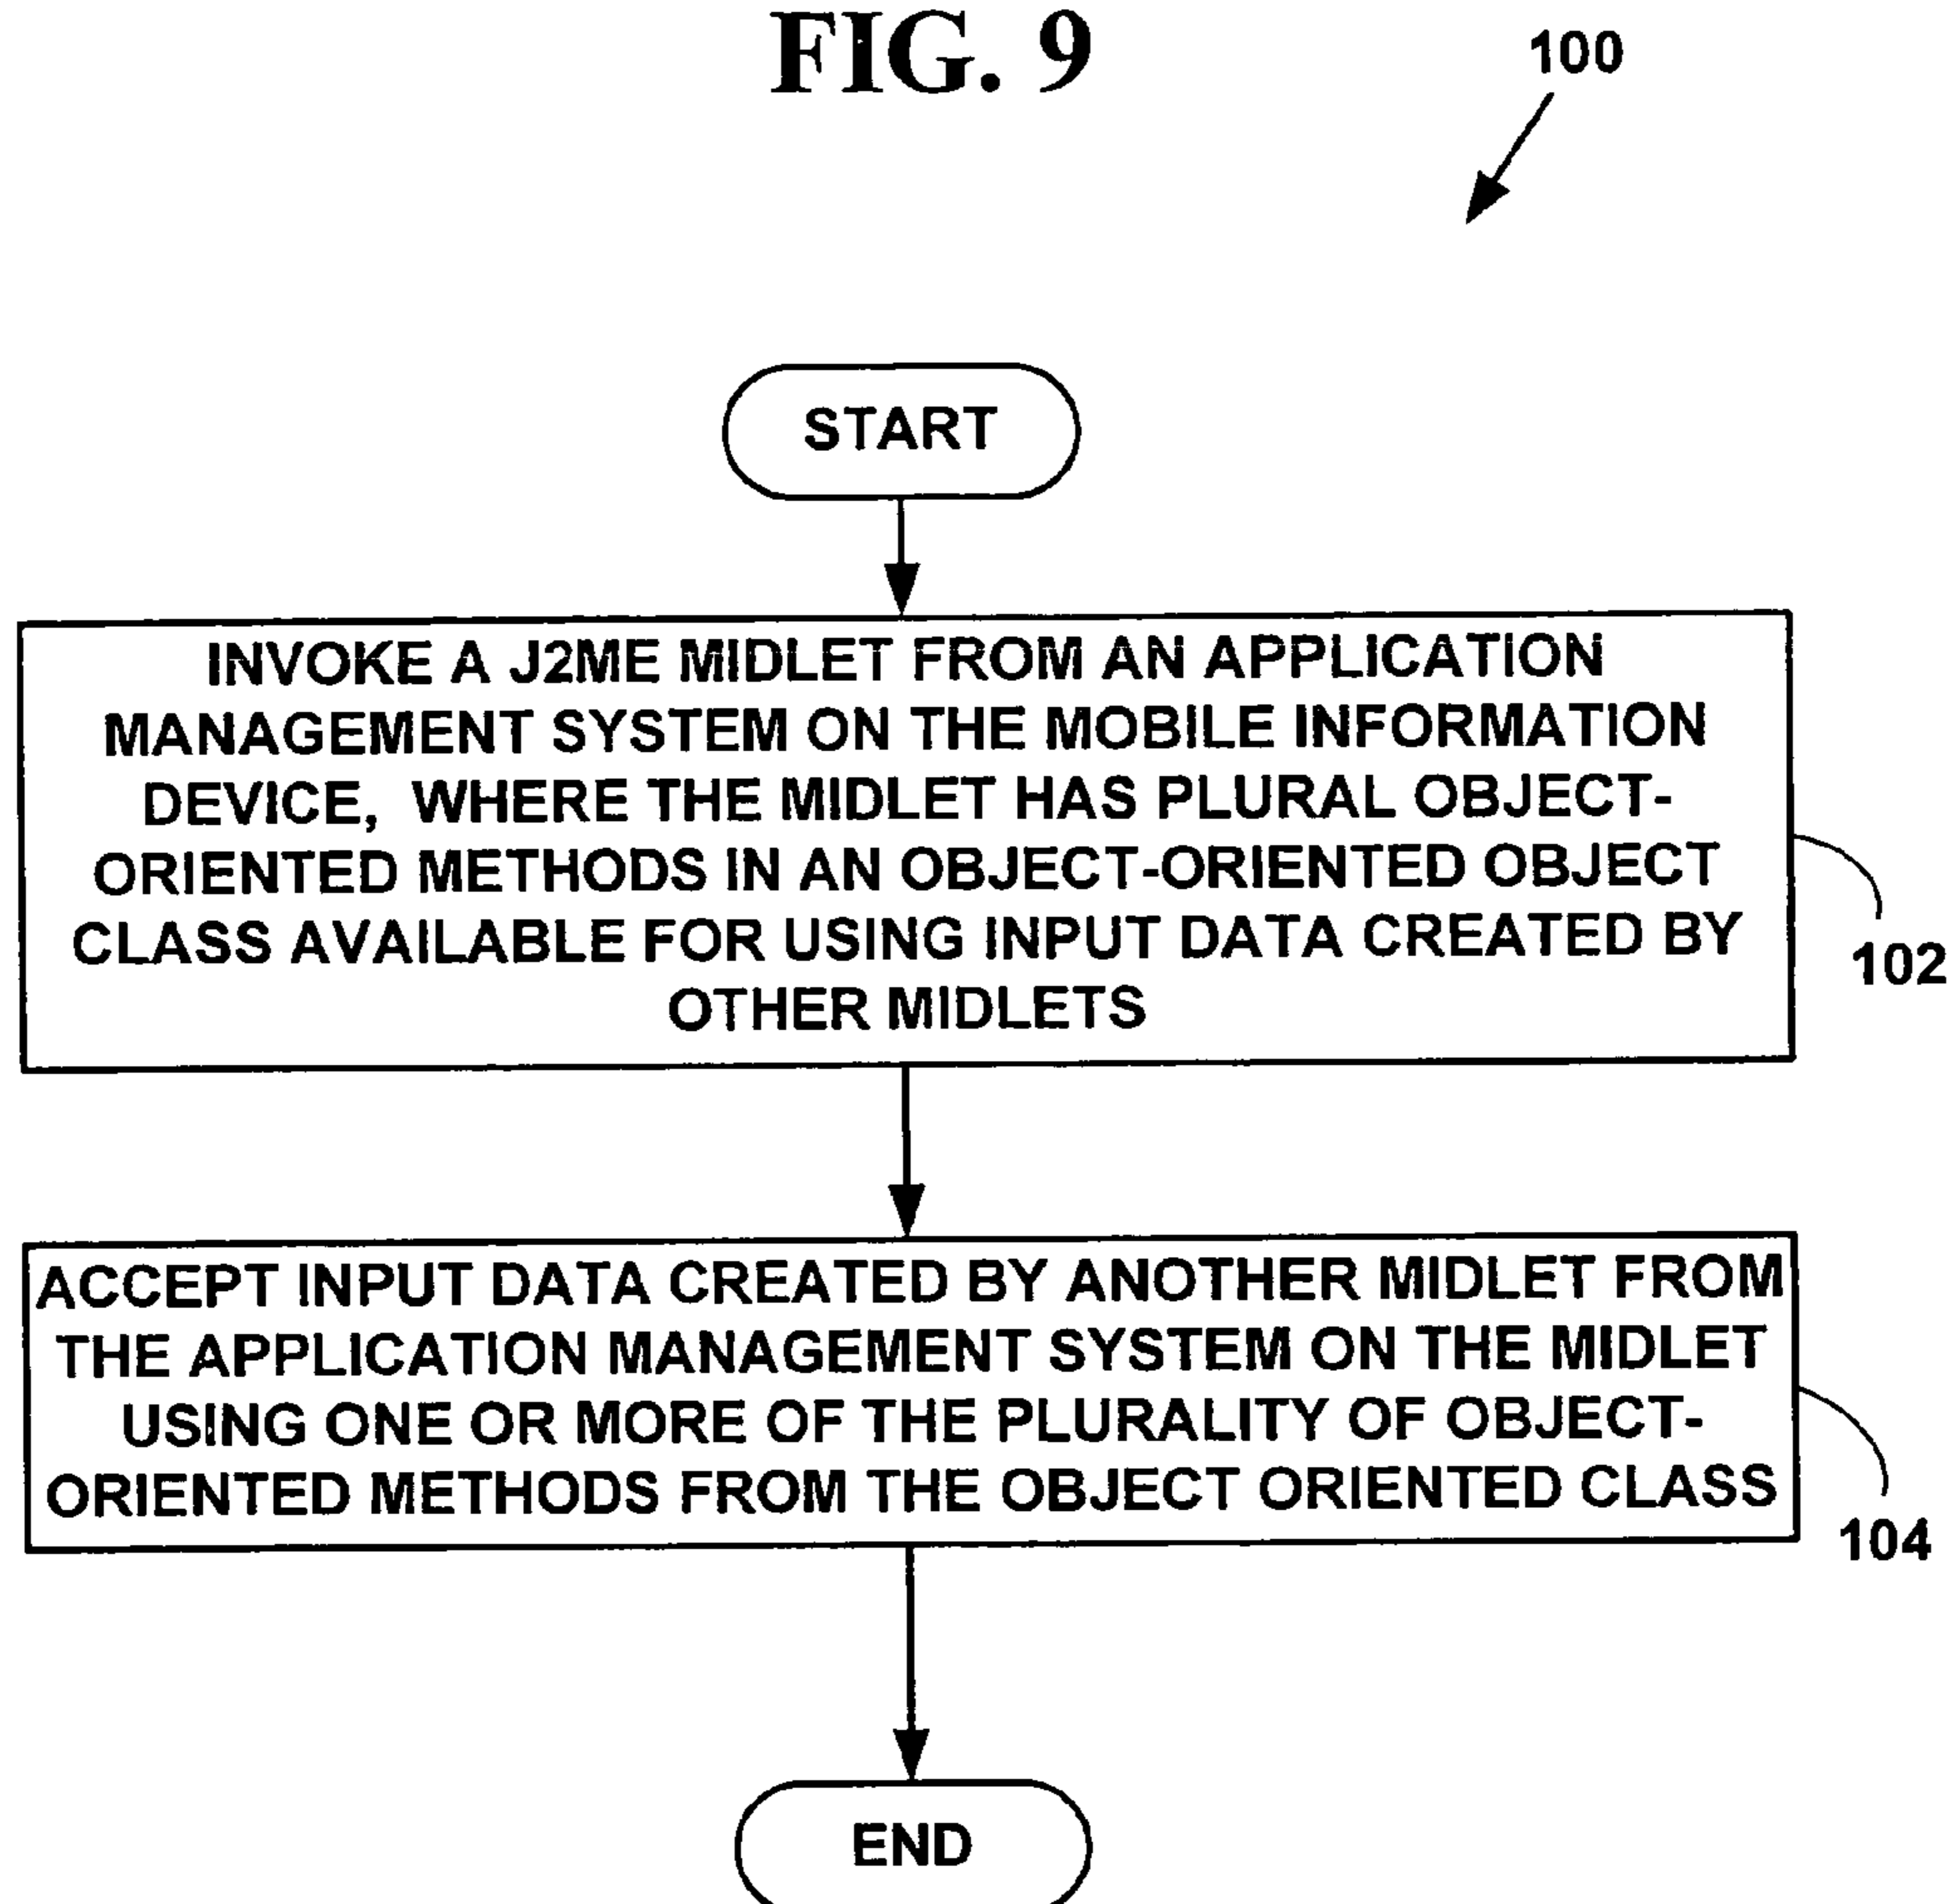 FIG. 9
100
START
INVOKE A J2ME MIDLET FROM AN APPLICATION
MANAGEMENT SYSTEM ON THE MOBILE INFORMATION
DEVICE, WHERE THE MIDLET HAS PLURAL OBJECT-
ORIENTED METHODS IN AN OBJECT-ORIENTED OBJECT
CLASS AVAILABLE FOR USING INPUT DATA CREATED BY
OTHER MIDLETS
102
ACCEPT INPUT DATA CREATED BY ANOTHER MIDLET FROM
THE APPLICATION MANAGEMENT SYSTEM ON THE MIDLET
USING ONE OR MORE OF THE PLURALITY OF OBJECT-
ORIENTED METHODS FROM THE OBJECT ORIENTED CLASS
104
END